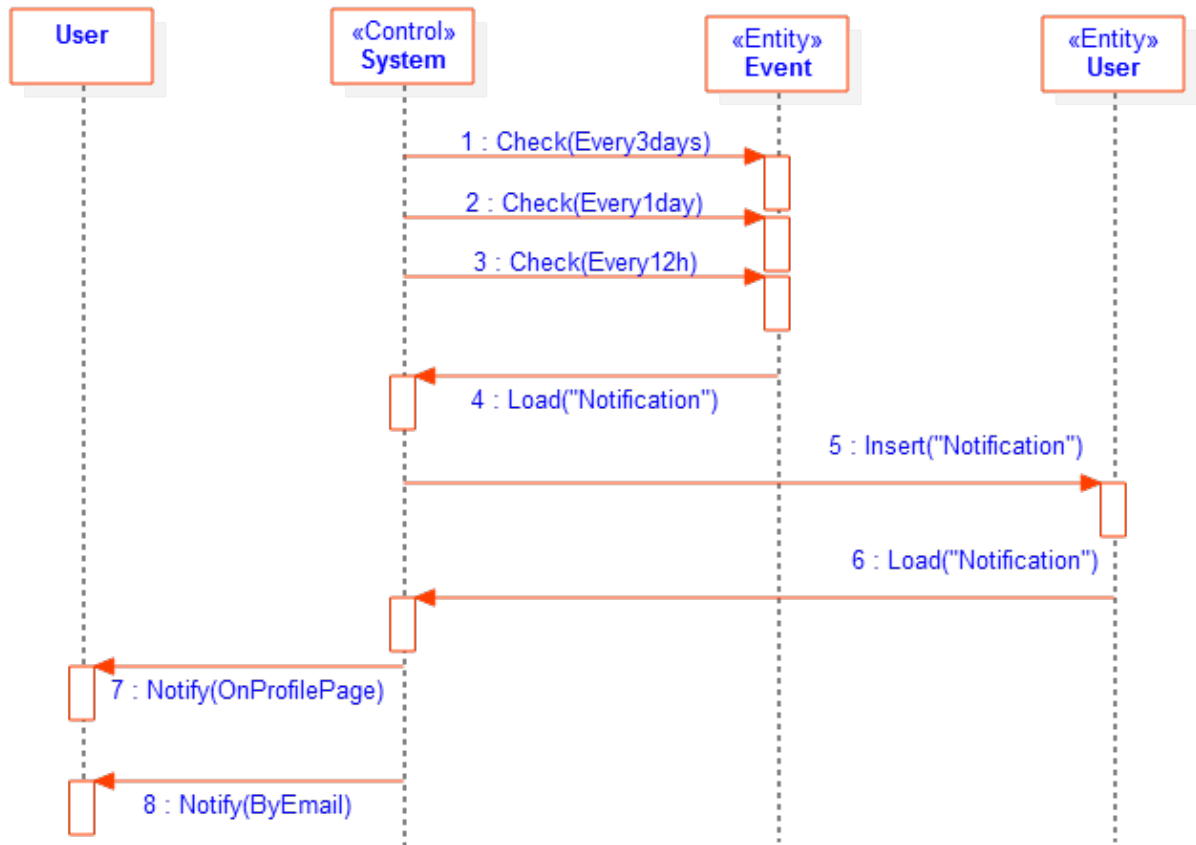 User
«Control»
System
«Entity»
Event
«Entity»
User
1 : Check(Every3days)
2 : Check(Every1day)
3 : Check(Every12h)
4 : Load("Notification")
5 : Insert("Notification")
6 : Load("Notification")
7 : Notify(OnProfilePage)
8 : Notify(ByEmail)